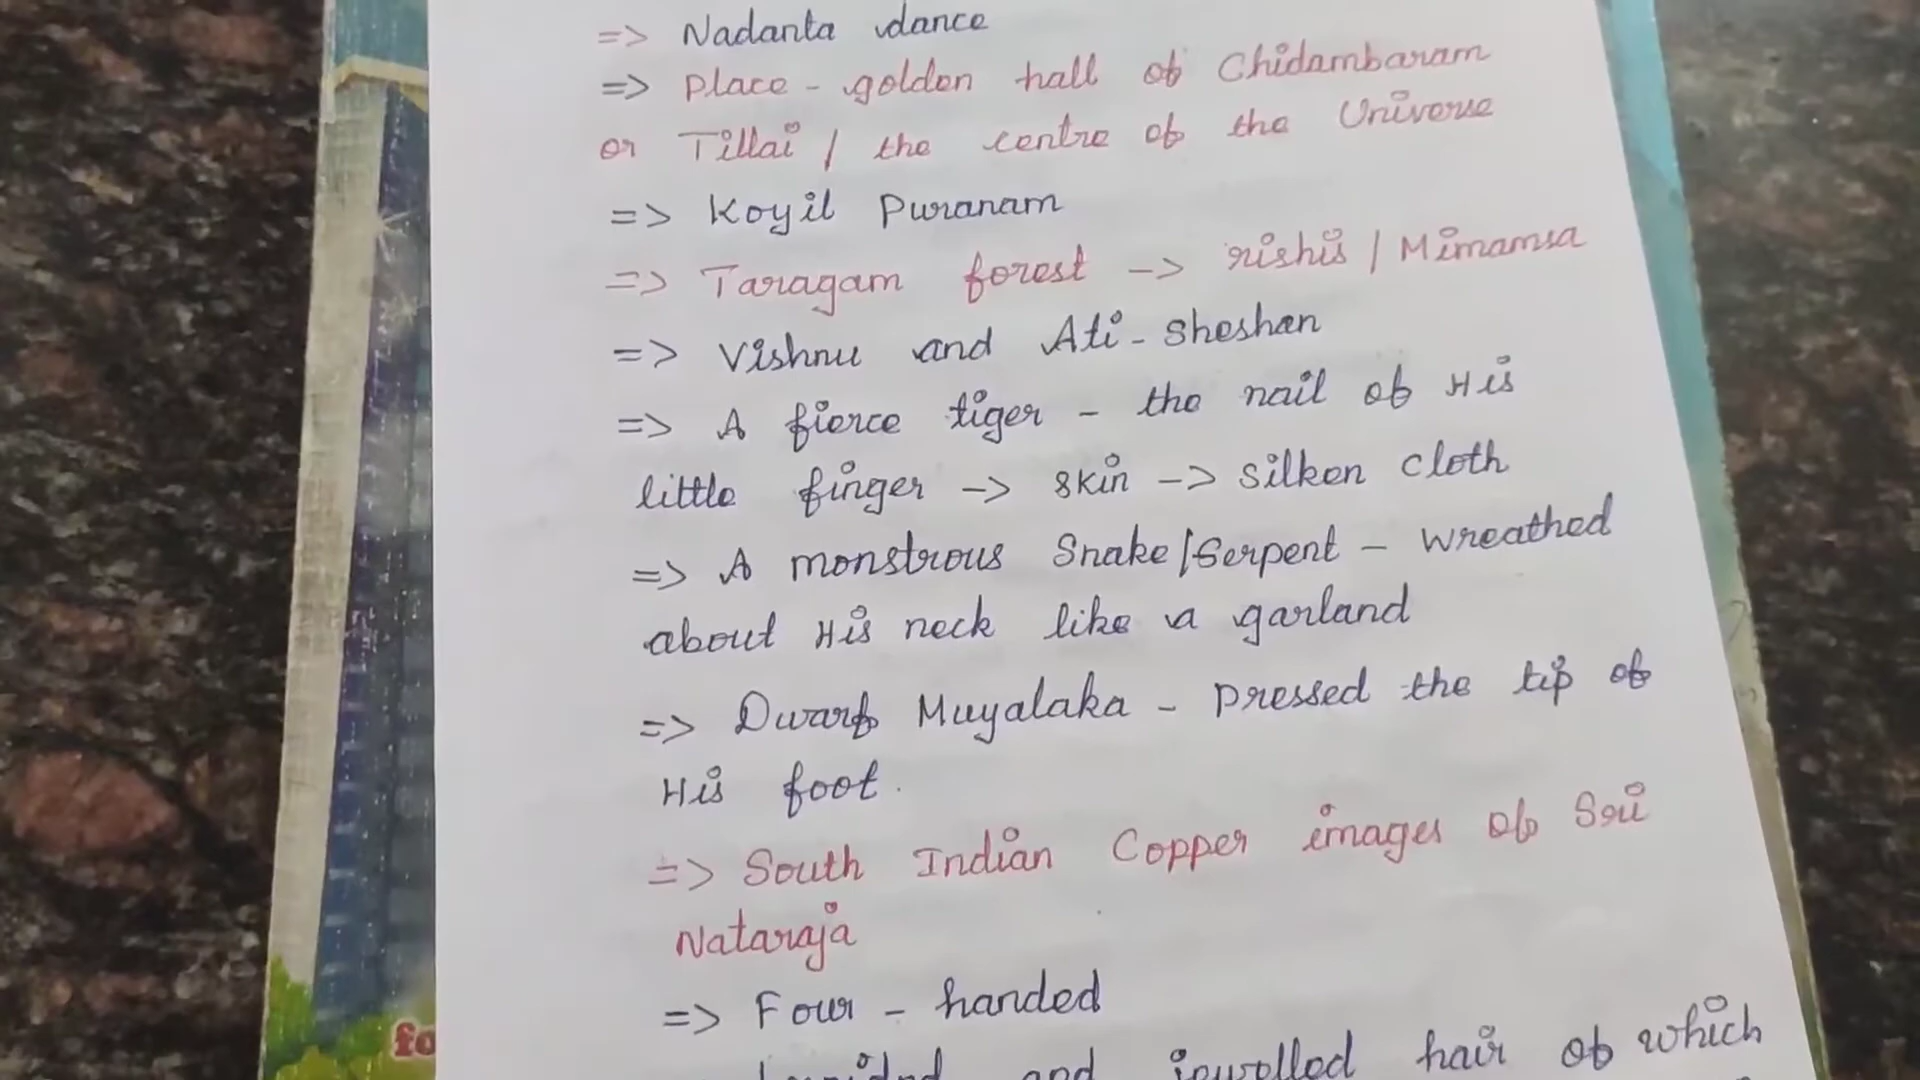 => Nadanta dance
=> Place - golden hall of Chidambaram
or Tillai / the centre of the Universe
=> Koyil Puranam
=> Taragam forest -> rishis / Mimamsa
=> Vishnu and Ati - Sheshan
=> A fierce tiger - the nail of His
little finger -> skin -> silken cloth
=> A monstrous Snake/Serpent - wreathed
about His neck like a garland
=> Dwarf Muyalaka - pressed the tip of
His foot.
=> South Indian Copper images of Sri
Nataraja
=> Four - handed
and jewelled hair of which
fo